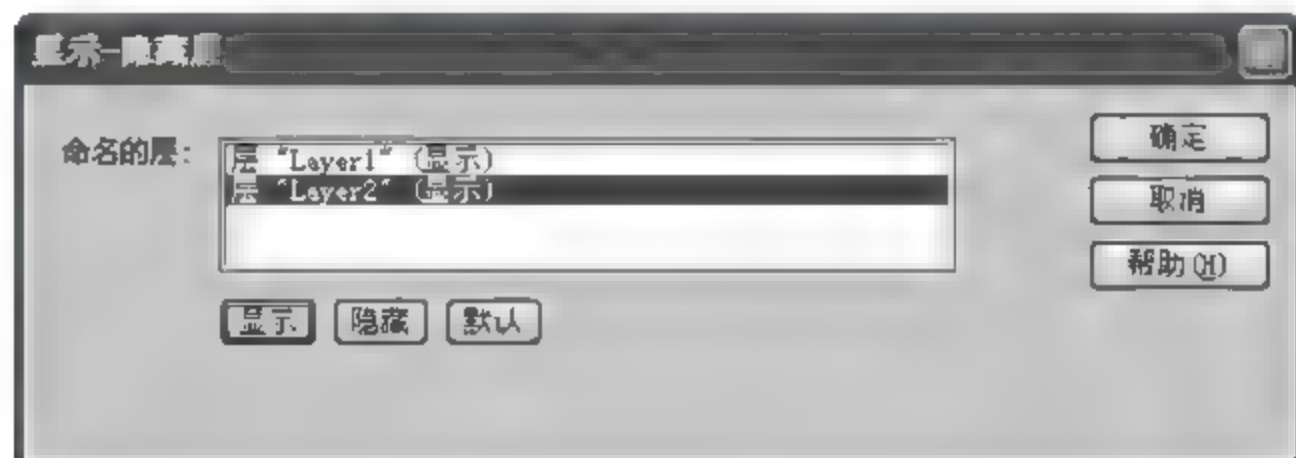 显示-隐藏层
命名的层:
层 "Layer1" (显示)
层 "Layer2" (显示)
确定
取消
帮助(H)
显示 隐藏 默认